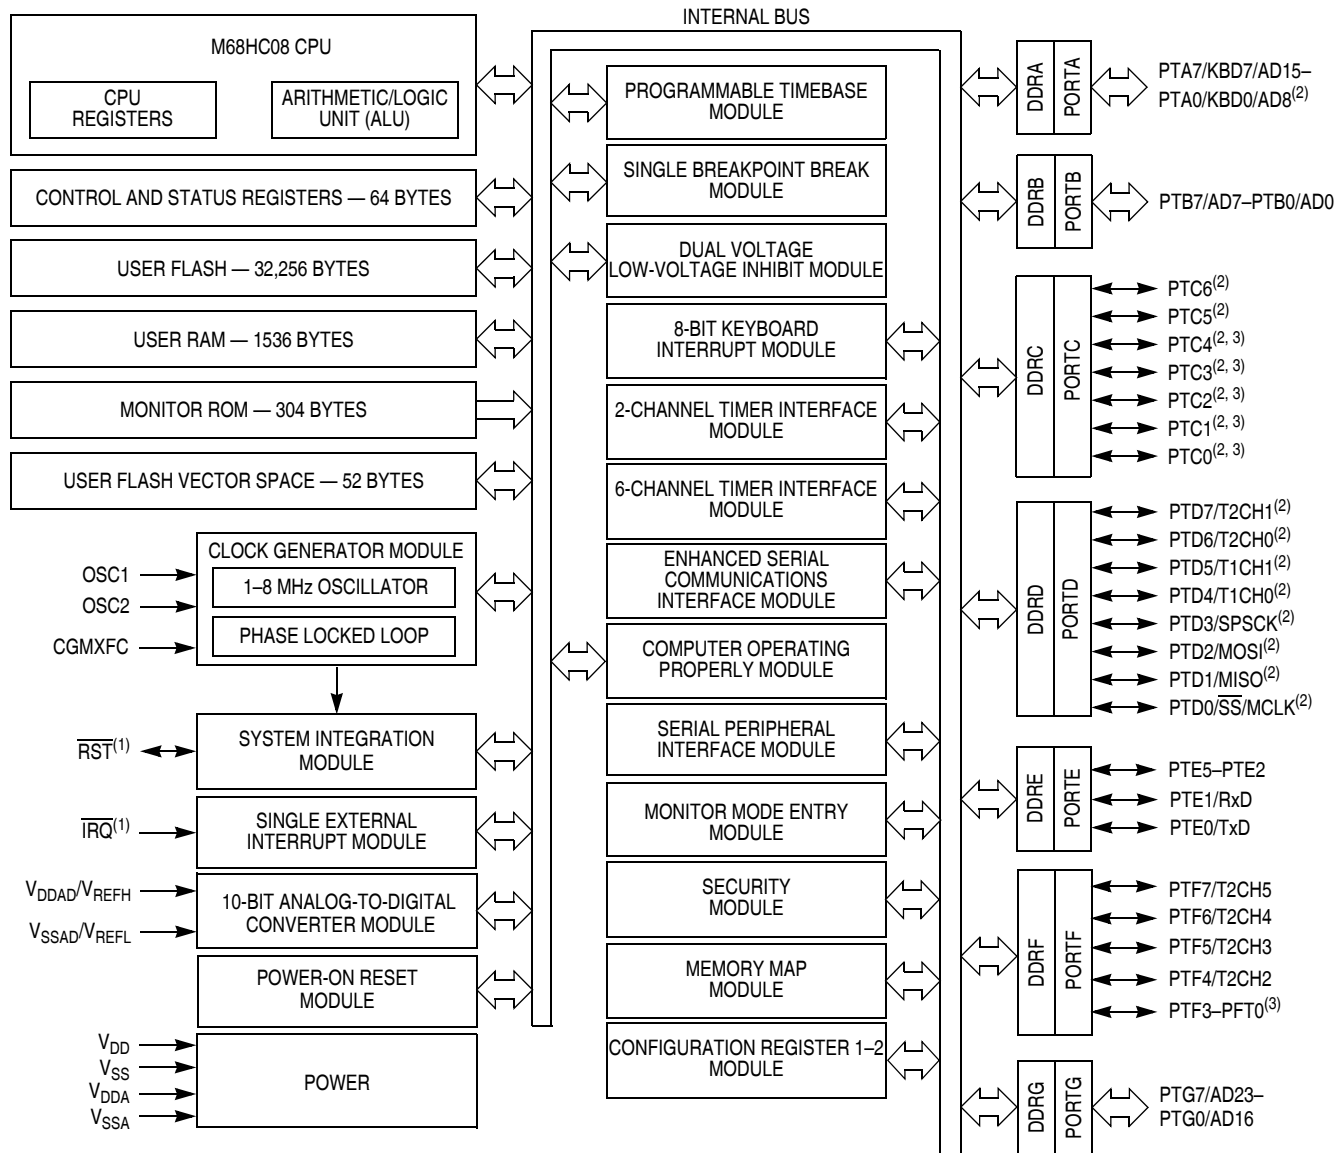 INTERNAL BUS
M68HC08 CPU
CPU
REGISTERS
ARITHMETIC/LOGIC
UNIT (ALU)
CONTROL AND STATUS REGISTERS — 64 BYTES
USER FLASH — 32,256 BYTES
USER RAM — 1536 BYTES
MONITOR ROM — 304 BYTES
USER FLASH VECTOR SPACE — 52 BYTES
CLOCK GENERATOR MODULE
1–8 MHz OSCILLATOR
PHASE LOCKED LOOP
OSC1
OSC2
CGMXFC
SYSTEM INTEGRATION
MODULE
RST(1)
SINGLE EXTERNAL
INTERRUPT MODULE
IRQ(1)
10-BIT ANALOG-TO-DIGITAL
CONVERTER MODULE
VDDAD/VREFH
VSSAD/VREFL
POWER-ON RESET
MODULE
POWER
VDD
VSS
VDDA
VSSA
PROGRAMMABLE TIMEBASE
MODULE
SINGLE BREAKPOINT BREAK
MODULE
DUAL VOLTAGE
LOW-VOLTAGE INHIBIT MODULE
8-BIT KEYBOARD
INTERRUPT MODULE
2-CHANNEL TIMER INTERFACE
MODULE
6-CHANNEL TIMER INTERFACE
MODULE
ENHANCED SERIAL
COMMUNICATIONS
INTERFACE MODULE
COMPUTER OPERATING
PROPERLY MODULE
SERIAL PERIPHERAL
INTERFACE MODULE
MONITOR MODE ENTRY
MODULE
SECURITY
MODULE
MEMORY MAP
MODULE
CONFIGURATION REGISTER 1–2
MODULE
DDRA
PORTA
PTA7/KBD7/AD15–
PTA0/KBD0/AD8(2)
DDRB
PORTB
PTB7/AD7–PTB0/AD0
DDRC
PORTC
PTC6(2)
PTC5(2)
PTC4(2, 3)
PTC3(2, 3)
PTC2(2, 3)
PTC1(2, 3)
PTC0(2, 3)
DDRD
PORTD
PTD7/T2CH1(2)
PTD6/T2CH0(2)
PTD5/T1CH1(2)
PTD4/T1CH0(2)
PTD3/SPSCK(2)
PTD2/MOSI(2)
PTD1/MISO(2)
PTD0/SS/MCLK(2)
DDRE
PORTE
PTE5–PTE2
PTE1/RxD
PTE0/TxD
DDRF
PORTF
PTF7/T2CH5
PTF6/T2CH4
PTF5/T2CH3
PTF4/T2CH2
PTF3–PFT0(3)
DDRG
PORTG
PTG7/AD23–
PTG0/AD16